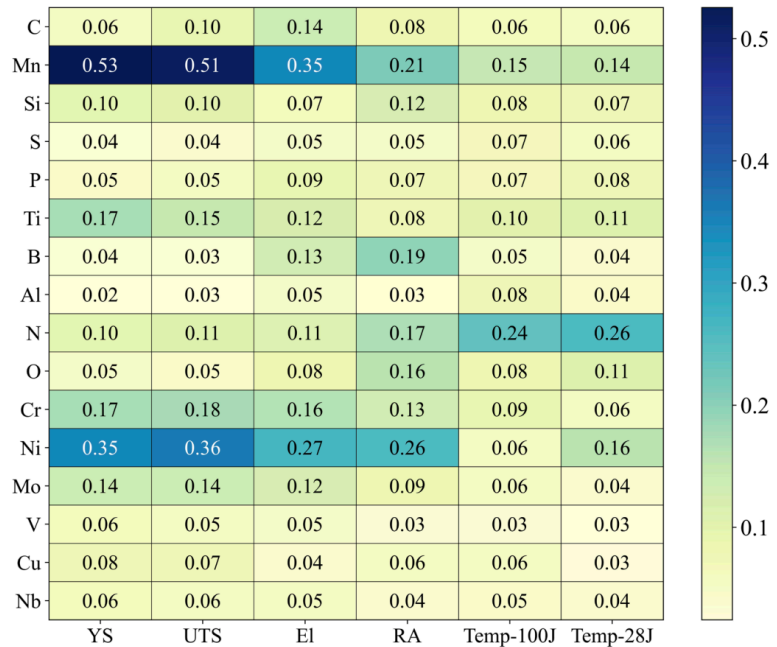 C 0.06 0.10 0.14 0.08 0.06 0.06
Mn 0.53 0.51 0.35 0.21 0.15 0.14
Si 0.10 0.10 0.07 0.12 0.08 0.07
S 0.04 0.04 0.05 0.05 0.07 0.06
P 0.05 0.05 0.09 0.07 0.07 0.08
Ti 0.17 0.15 0.12 0.08 0.10 0.11
B 0.04 0.03 0.13 0.19 0.05 0.04
Al 0.02 0.03 0.05 0.03 0.08 0.04
N 0.10 0.11 0.11 0.17 0.24 0.26
O 0.05 0.05 0.08 0.16 0.08 0.11
Cr 0.17 0.18 0.16 0.13 0.09 0.06
Ni 0.35 0.36 0.27 0.26 0.06 0.16
Mo 0.14 0.14 0.12 0.09 0.06 0.04
V 0.06 0.05 0.05 0.03 0.03 0.03
Cu 0.08 0.07 0.04 0.06 0.06 0.03
Nb 0.06 0.06 0.05 0.04 0.05 0.04
YS UTS El RA Temp-100J Temp-28J
0.5
0.4
0.3
0.2
0.1